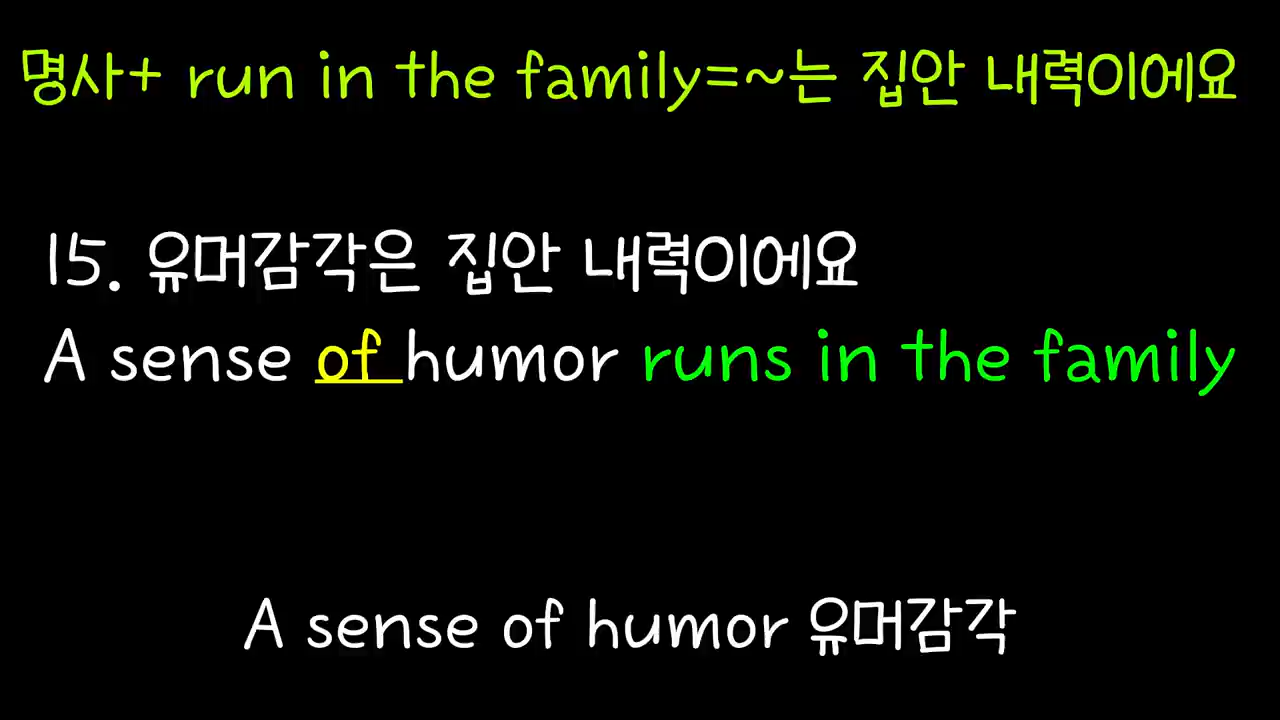 명사+ run in the family=~는 집안 내력이에요
15. 유머감각은 집안 내력이에요
A sense of humor runs in the family
A sense of humor 유머감각